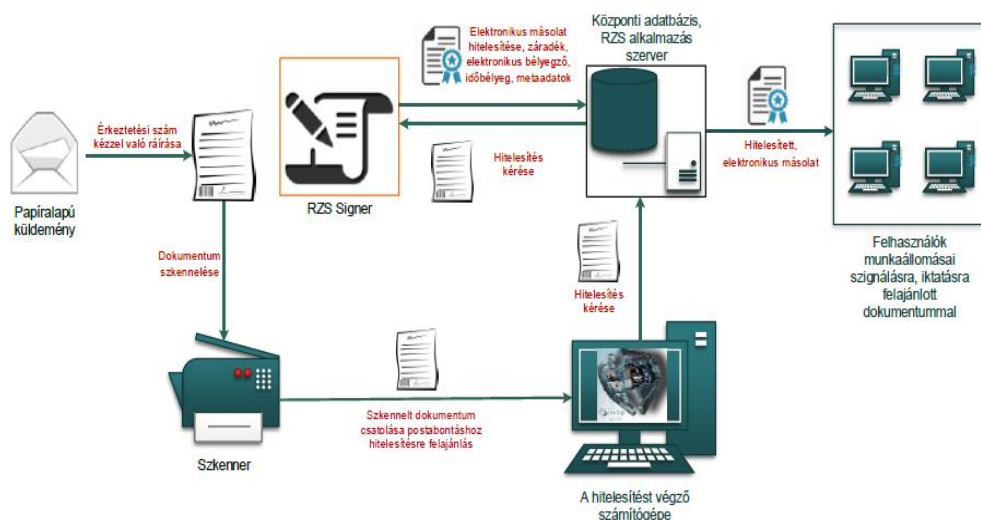 Elektronikus másolat
hitelesítése, záradék,
elektronikus bélyegző,
időbélyeg, metaadatok
Központi adatbázis,
RZS alkalmazás
szerver
Érkeztetési szám
kézzel való ráírása
Hitelesítés
kérése
Hitelesített,
elektronikus másolat
RZS Signer
Papíralapú
küldemény
Dokumentum
szkennelése
Hitelesítés
kérése
Felhasználók
munkaállomásai
szignálásra, iktatásra
felajánlott
dokumentummal
Szkennelt dokumentum
csatolása postabontáshoz
hitelesítésre felajánlás
Szkenner
A hitelesítést végző
számítógépe